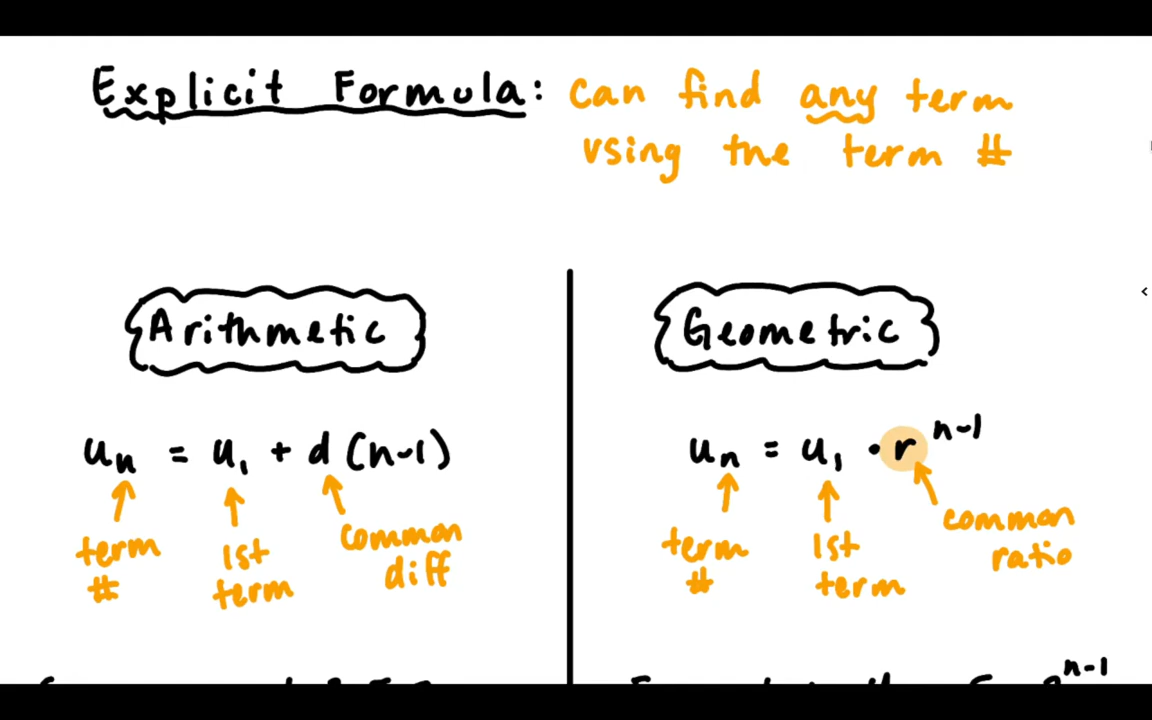 Explicit Formula: can find any term
using the term #
Arithmetic
uₙ = u₁ + d (n-1)
term # 1st term common diff
Geometric
uₙ = u₁ · r^(n-1)
term # 1st term common ratio
n-1